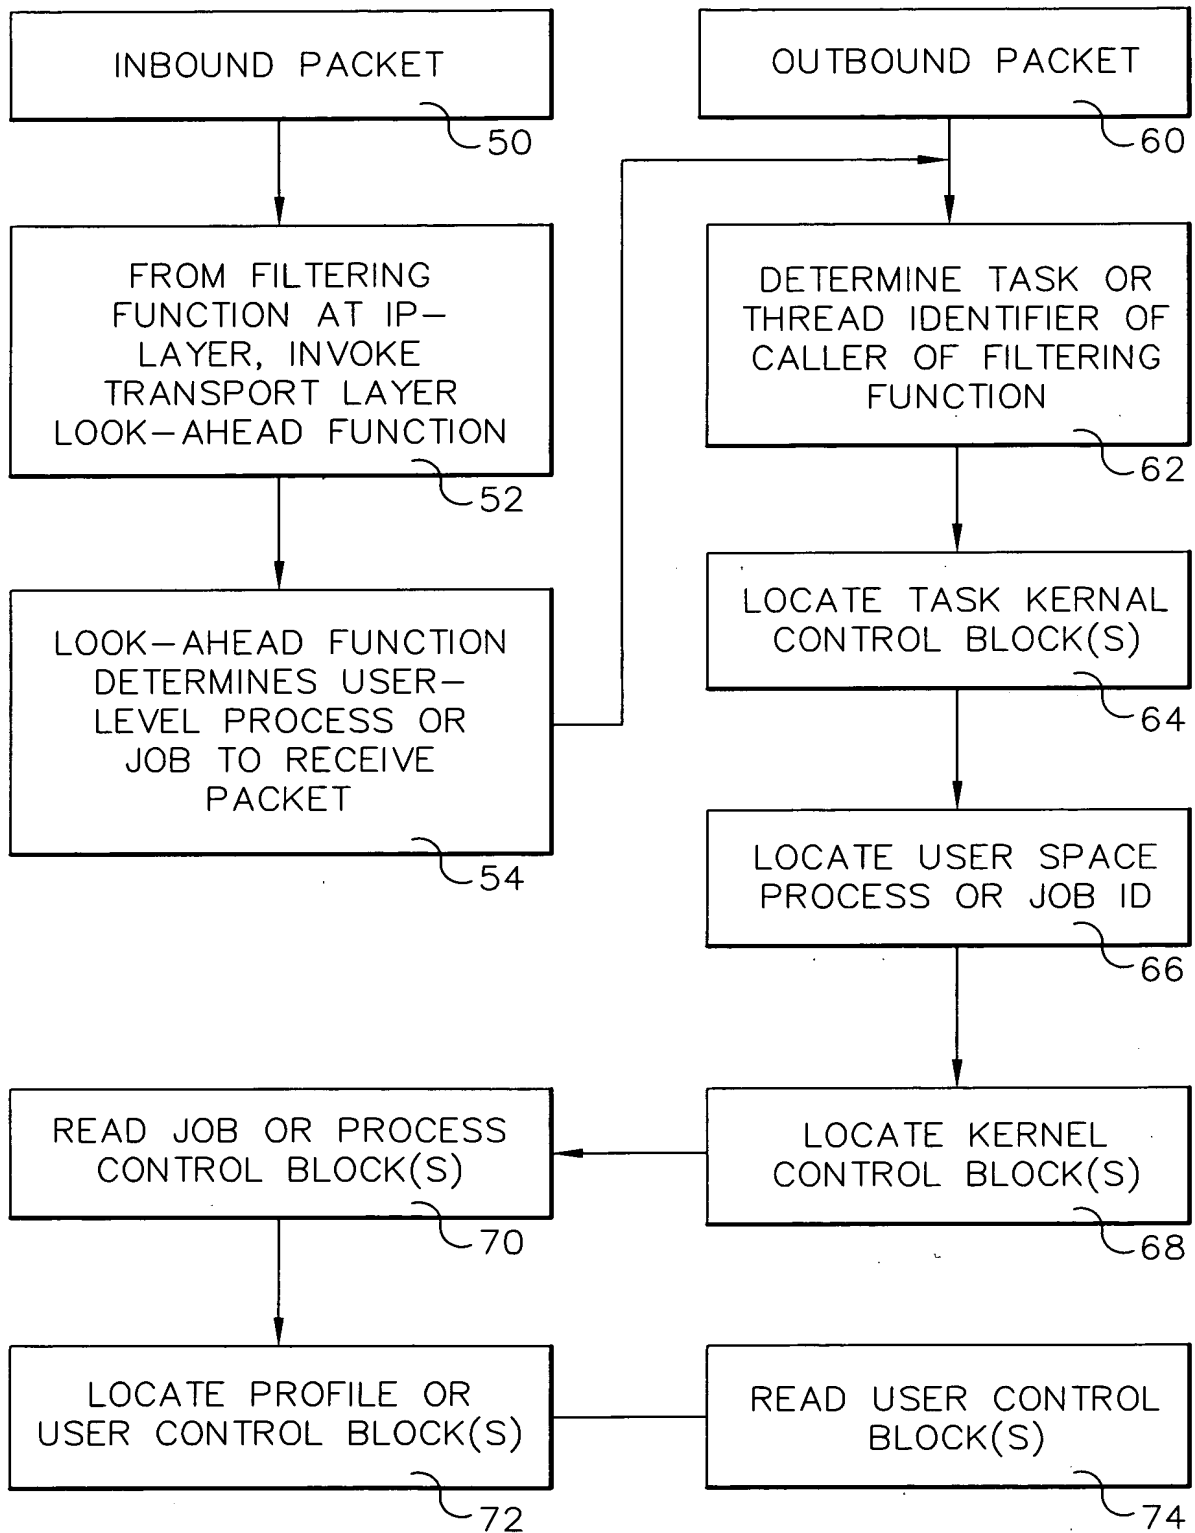 INBOUND PACKET
50
FROM FILTERING
FUNCTION AT IP-
LAYER, INVOKE
TRANSPORT LAYER
LOOK-AHEAD FUNCTION
52
LOOK-AHEAD FUNCTION
DETERMINES USER-
LEVEL PROCESS OR
JOB TO RECEIVE
PACKET
54
OUTBOUND PACKET
60
DETERMINE TASK OR
THREAD IDENTIFIER OF
CALLER OF FILTERING
FUNCTION
62
LOCATE TASK KERNAL
CONTROL BLOCK(S)
64
LOCATE USER SPACE
PROCESS OR JOB ID
66
LOCATE KERNEL
CONTROL BLOCK(S)
68
READ JOB OR PROCESS
CONTROL BLOCK(S)
70
LOCATE PROFILE OR
USER CONTROL BLOCK(S)
72
READ USER CONTROL
BLOCK(S)
74